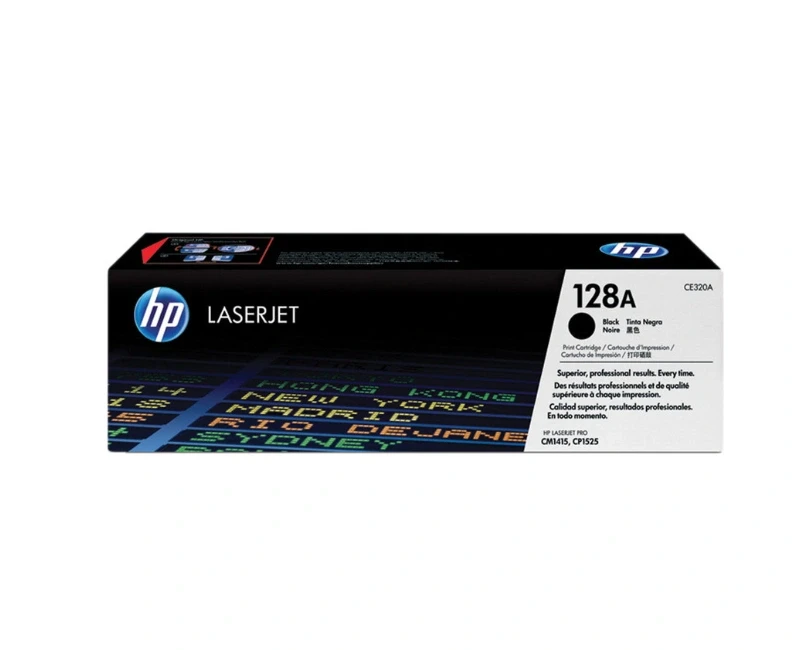 hp
hp
LASERJET
128A
CE320A
Black Tinta Negra
Noire 黑色
Print Cartridge / Cartouche d'Impression /
Cartucho de Impresión / 打印硒鼓
Superior, professional results. Every time.
Des résultats professionnels et de qualité
supérieure à chaque impression.
Calidad superior, resultados profesionales.
En todo momento.
HP LASERJET PRO
CM1415, CP1525
14
HONG KONG
NEW YORK
MADRID
RIO DE JANE
SYDNEY